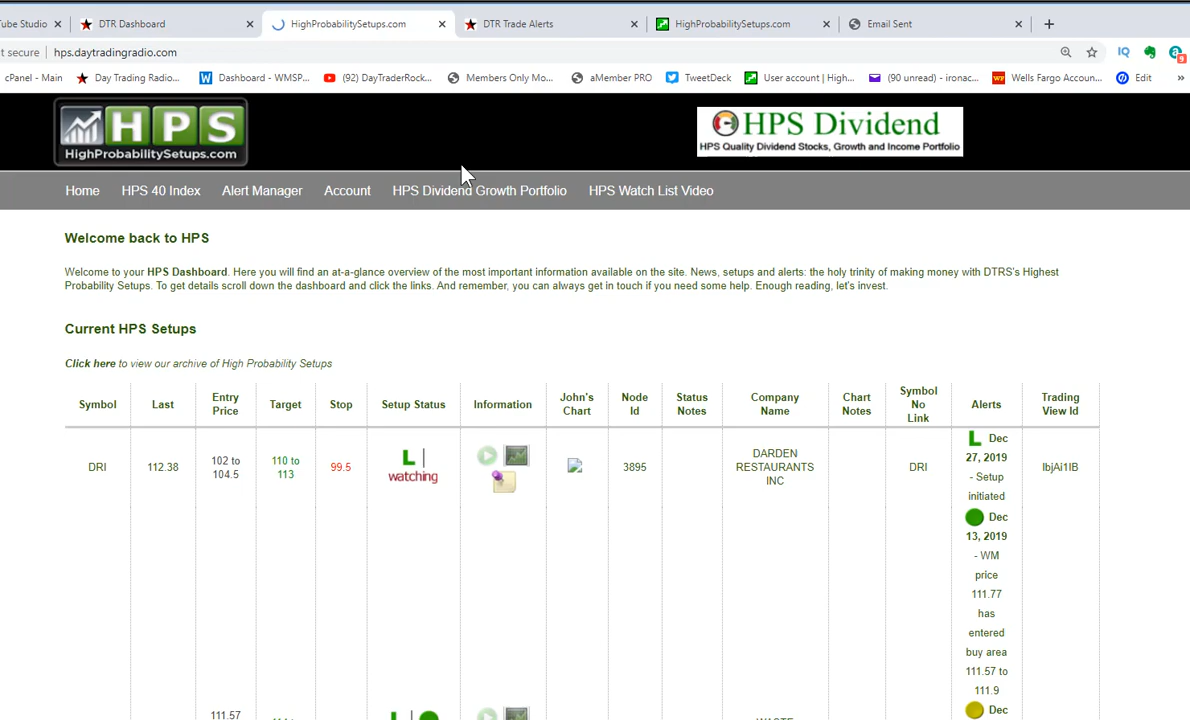 Tube Studio
DTR Dashboard
HighProbabilitySetups.com
DTR Trade Alerts
HighProbabilitySetups.com
Email Sent
t secure | hps.daytradingradio.com
IQ
9
cPanel - Main
Day Trading Radio...
W Dashboard - WMSP...
(92) DayTraderRock...
Members Only Mo...
aMember PRO
TweetDeck
User account | High...
(90 unread) - ironac...
Wells Fargo Accoun...
Edit
»
HPS
HighProbabilitySetups.com
HPS Dividend
HPS Quality Dividend Stocks, Growth and Income Portfolio
Home
HPS 40 Index
Alert Manager
Account
HPS Dividend Growth Portfolio
HPS Watch List Video
Welcome back to HPS
Welcome to your HPS Dashboard. Here you will find an at-a-glance overview of the most important information available on the site. News, setups and alerts: the holy trinity of making money with DTRS's Highest
Probability Setups. To get details scroll down the dashboard and click the links. And remember, you can always get in touch if you need some help. Enough reading, let's invest.
Current HPS Setups
Click here to view our archive of High Probability Setups
Symbol
Last
Entry
Price
Target
Stop
Setup Status
Information
John's
Chart
Node
Id
Status
Notes
Company
Name
Chart
Notes
Symbol
No
Link
Alerts
Trading
View Id
DRI
112.38
102 to
104.5
110 to
113
99.5
L
watching
3895
DARDEN
RESTAURANTS
INC
DRI
L Dec
27, 2019
- Setup
initiated
Dec
13, 2019
- WM
price
111.77
has
entered
buy area
111.57 to
111.9
Dec
IbjAi1IB
111.57